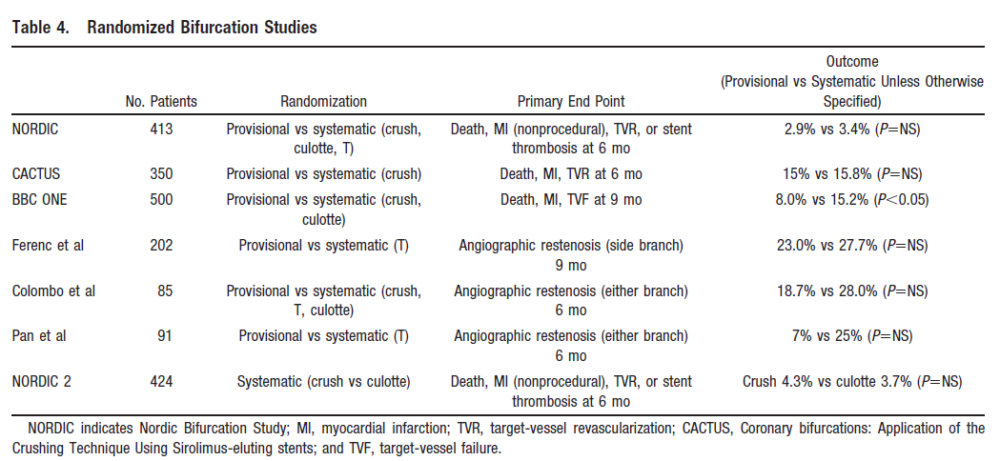 Table 4. Randomized Bifurcation Studies
Outcome
(Provisional vs Systematic Unless Otherwise
No. Patients Randomization Primary End Point Specified)
NORDIC 413 Provisional vs systematic (crush, Death, MI (nonprocedural), TVR, or stent 2.9% vs 3.4% (P=NS)
culotte, T) thrombosis at 6 mo
CACTUS 350 Provisional vs systematic (crush) Death, MI, TVR at 6 mo 15% vs 15.8% (P=NS)
BBC ONE 500 Provisional vs systematic (crush, Death, MI, TVF at 9 mo 8.0% vs 15.2% (P<0.05)
culotte)
Ferenc et al 202 Provisional vs systematic (T) Angiographic restenosis (side branch) 23.0% vs 27.7% (P=NS)
9 mo
Colombo et al 85 Provisional vs systematic (crush, Angiographic restenosis (either branch) 18.7% vs 28.0% (P=NS)
T, culotte) 6 mo
Pan et al 91 Provisional vs systematic (T) Angiographic restenosis (either branch) 7% vs 25% (P=NS)
6 mo
NORDIC 2 424 Systematic (crush vs culotte) Death, MI (nonprocedural), TVR, or stent Crush 4.3% vs culotte 3.7% (P=NS)
thrombosis at 6 mo
NORDIC indicates Nordic Bifurcation Study; MI, myocardial infarction; TVR, target-vessel revascularization; CACTUS, Coronary bifurcations: Application of the
Crushing Technique Using Sirolimus-eluting stents; and TVF, target-vessel failure.